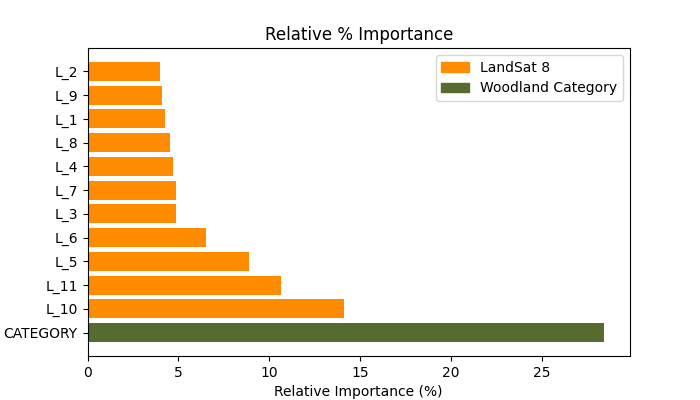 Relative % Importance
LandSat 8
Woodland Category
L_2
L_9
L_1
L_8
L_4
L_7
L_3
L_6
L_5
L_11
L_10
CATEGORY
0 5 10 15 20 25
Relative Importance (%)